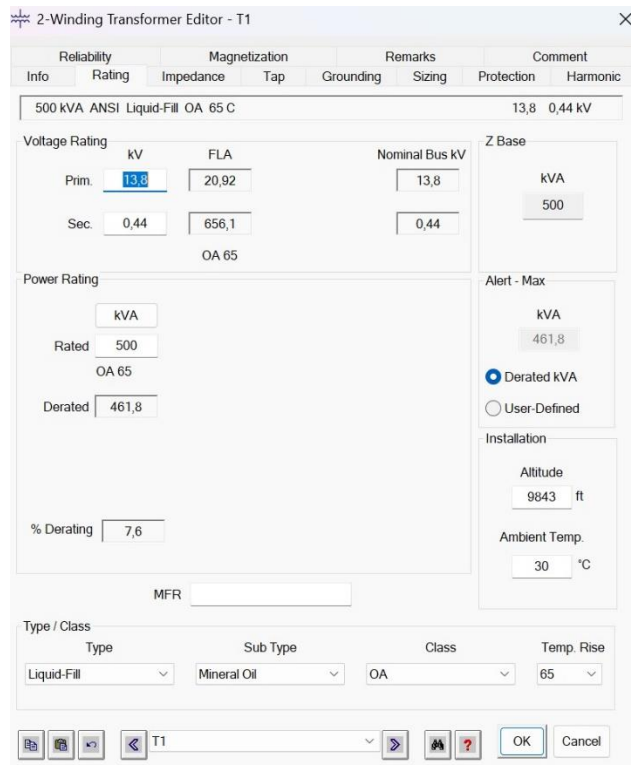 2-Winding Transformer Editor - T1
Reliability Magnetization Remarks Comment
Info Rating Impedance Tap Grounding Sizing Protection Harmonic
500 kVA ANSI Liquid-Fill OA 65 C 13,8 0,44 kV
Voltage Rating
kV FLA Nominal Bus kV
Prim. 13,8 20,92 13,8
Sec. 0,44 656,1 0,44
OA 65
Z Base
kVA
500
Power Rating
kVA
Rated 500
OA 65
Derated 461,8
% Derating 7,6
Alert - Max
kVA
461,8
Derated kVA
User-Defined
Installation
Altitude
9843 ft
Ambient Temp.
30 °C
MFR
Type / Class
Type Sub Type Class Temp. Rise
Liquid-Fill Mineral Oil OA 65
T1 ? OK Cancel